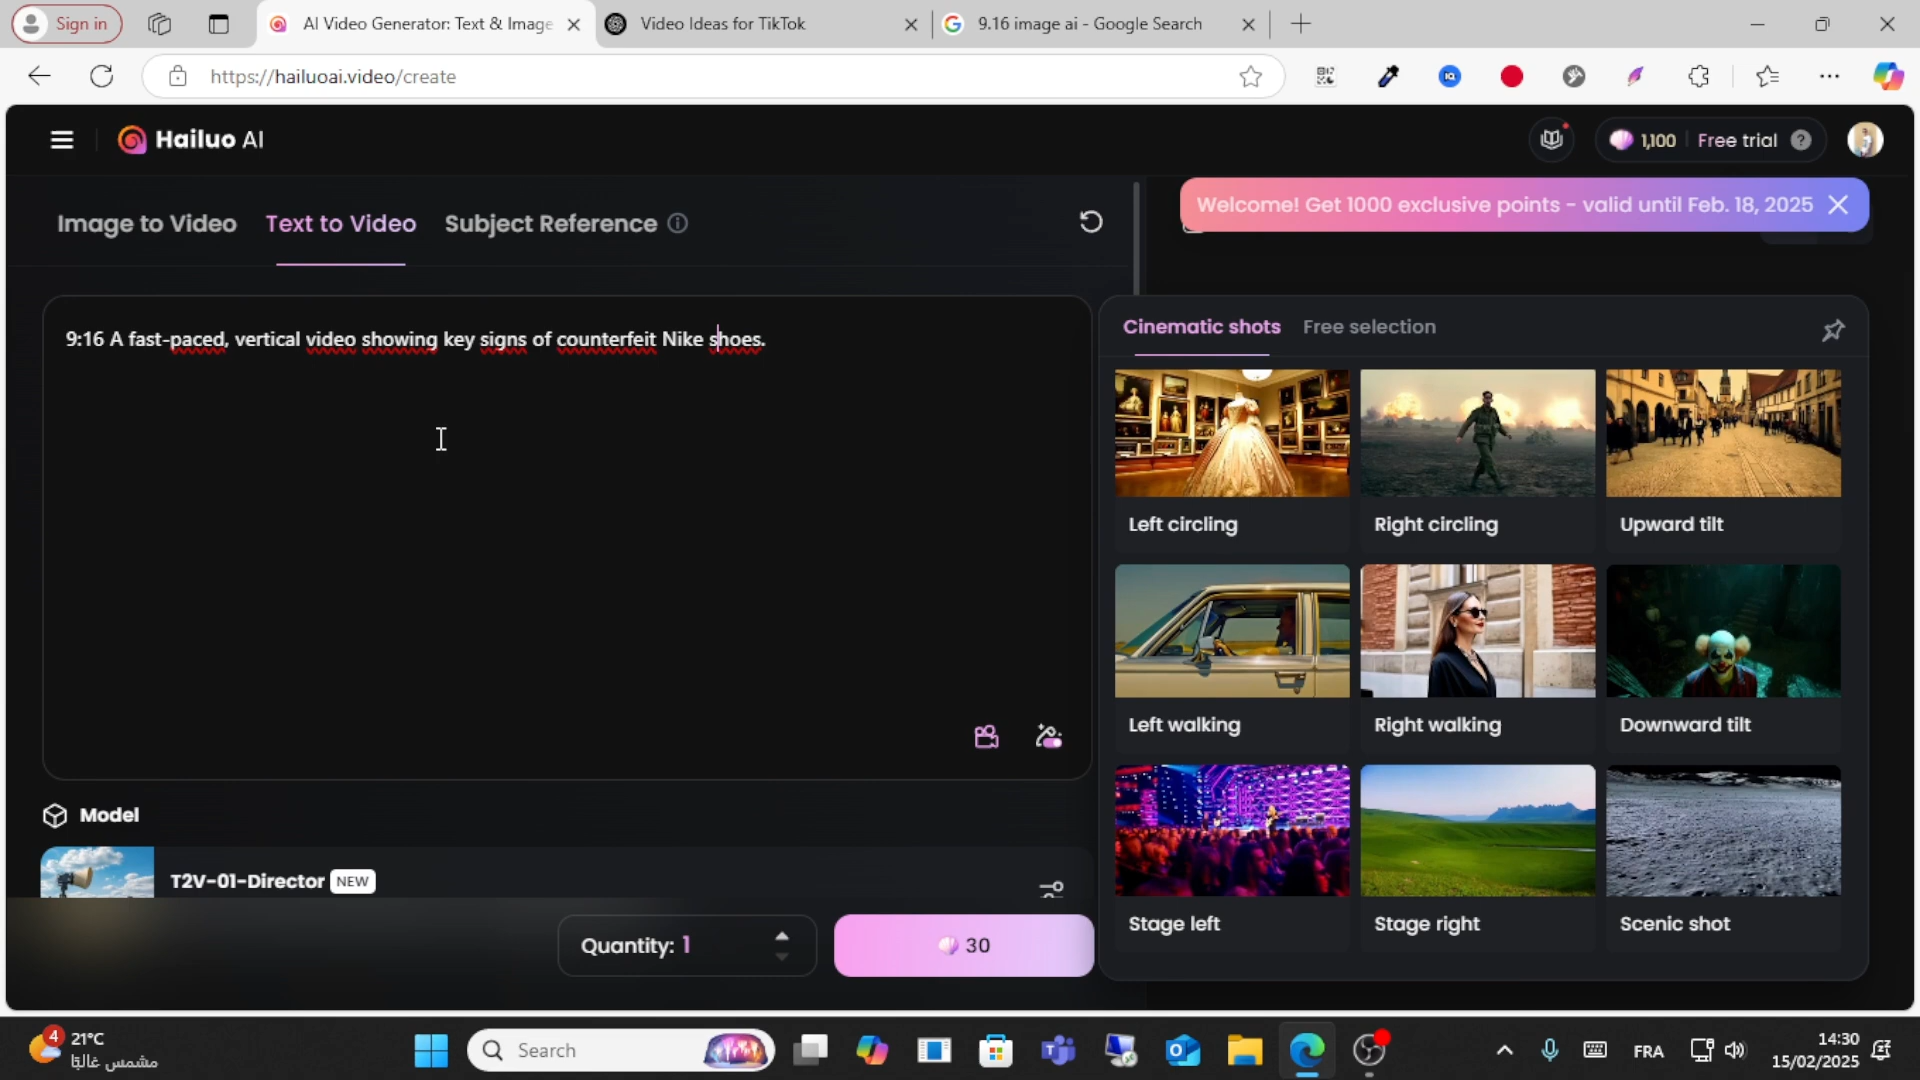 Sign in
AI Video Generator: Text & Image
Video Ideas for TikTok
9.16 image ai - Google Search
https://hailuoai.video/create
Hailuo AI
1,100 Free trial ?
Image to Video Text to Video Subject Reference
Welcome! Get 1000 exclusive points - valid until Feb. 18, 2025
9:16 A fast-paced, vertical video showing key signs of counterfeit Nike shoes.
Cinematic shots Free selection
Left circling Right circling Upward tilt
Left walking Right walking Downward tilt
Stage left Stage right Scenic shot
Model
T2V-01-Director NEW
Quantity: 1
30
4
21°C
مشمس غالبًا
Search
FRA
14:30
15/02/2025